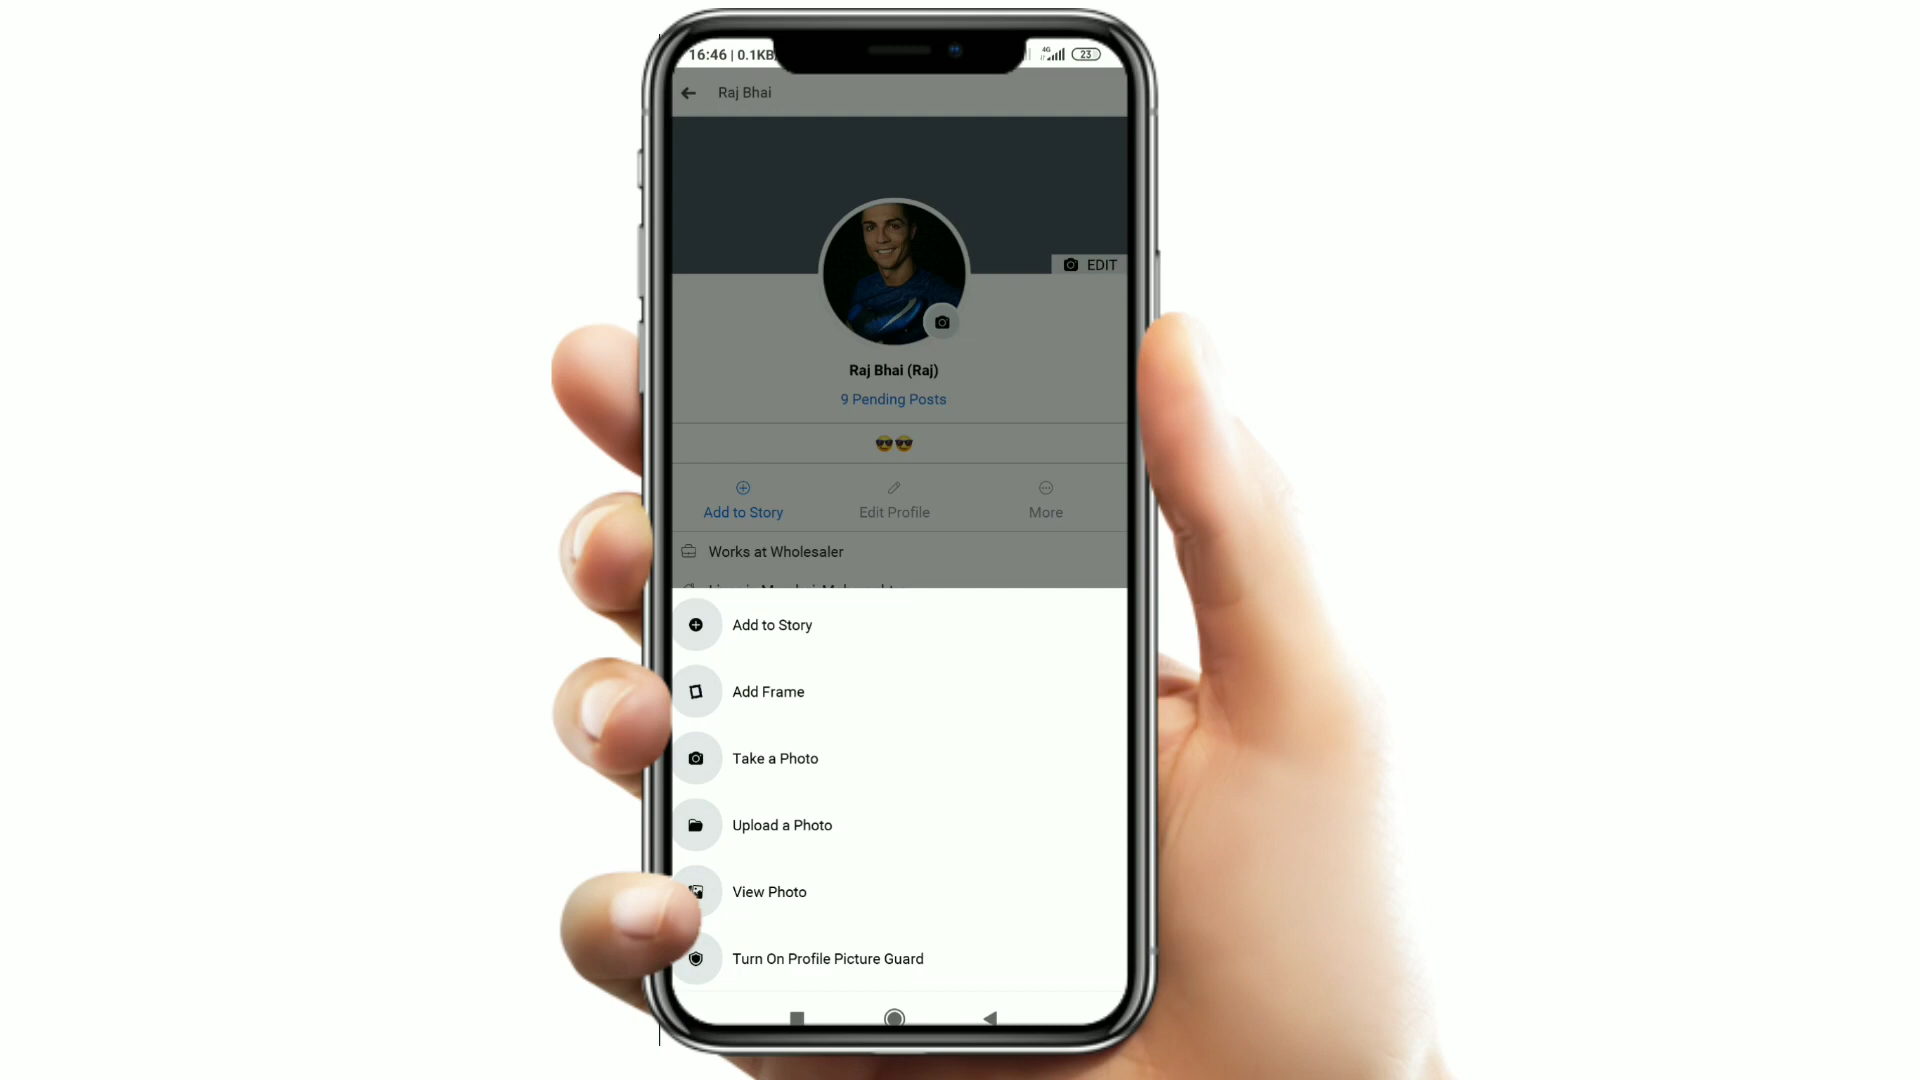 16:46 | 0.1KB
4G
23
Raj Bhai
EDIT
Raj Bhai (Raj)
9 Pending Posts
😎😎
Add to Story
Edit Profile
More
Works at Wholesaler
Add to Story
Add Frame
Take a Photo
Upload a Photo
View Photo
Turn On Profile Picture Guard